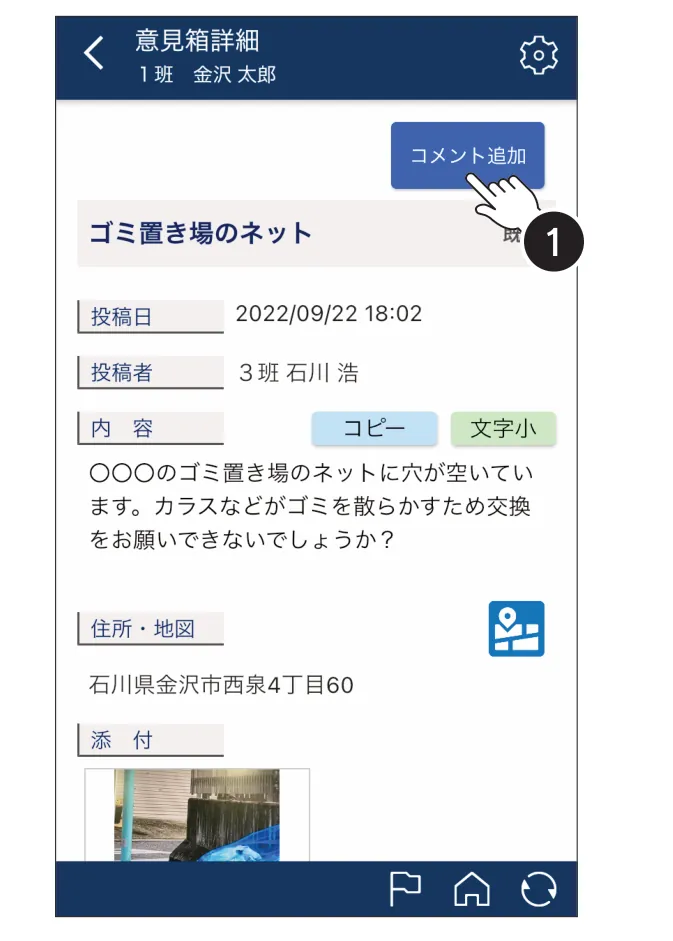 意見箱詳細
1班　金沢 太郎
コメント追加
ゴミ置き場のネット
既
1
投稿日
2022/09/22 18:02
投稿者
3班 石川 浩
内　容
コピー
文字小
〇〇〇のゴミ置き場のネットに穴が空いてい
ます。カラスなどがゴミを散らかすため交換
をお願いできないでしょうか？
住所・地図
石川県金沢市西泉4丁目60
添　付